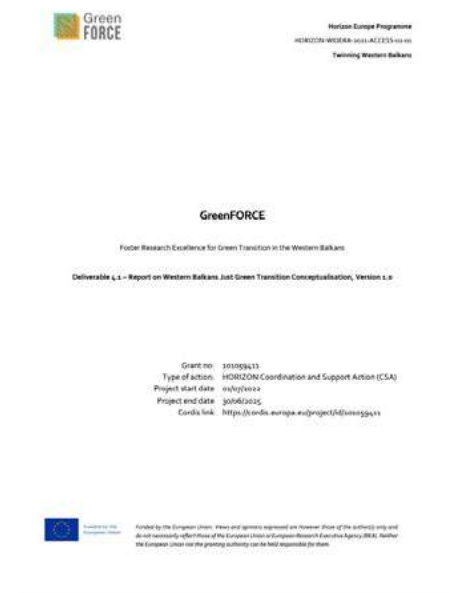 Green
FORCE
Horizon Europe Programme
HORIZON-WIDERA-2021-ACCESS-02-01
Twinning Western Balkans
GreenFORCE
Foster Research Excellence for Green Transition in the Western Balkans
Deliverable 4.1 – Report on Western Balkans Just Green Transition Conceptualisation, Version 1.0
Grant no 101059411
Type of action: HORIZON Coordination and Support Action (CSA)
Project start date 01/07/2022
Project end date 30/06/2025
Cordis link https://cordis.europa.eu/project/id/101059411
Funded by the
European Union
Funded by the European Union. Views and opinions expressed are however those of the author(s) only and
do not necessarily reflect those of the European Union or European Research Executive Agency (REA). Neither
the European Union nor the granting authority can be held responsible for them.